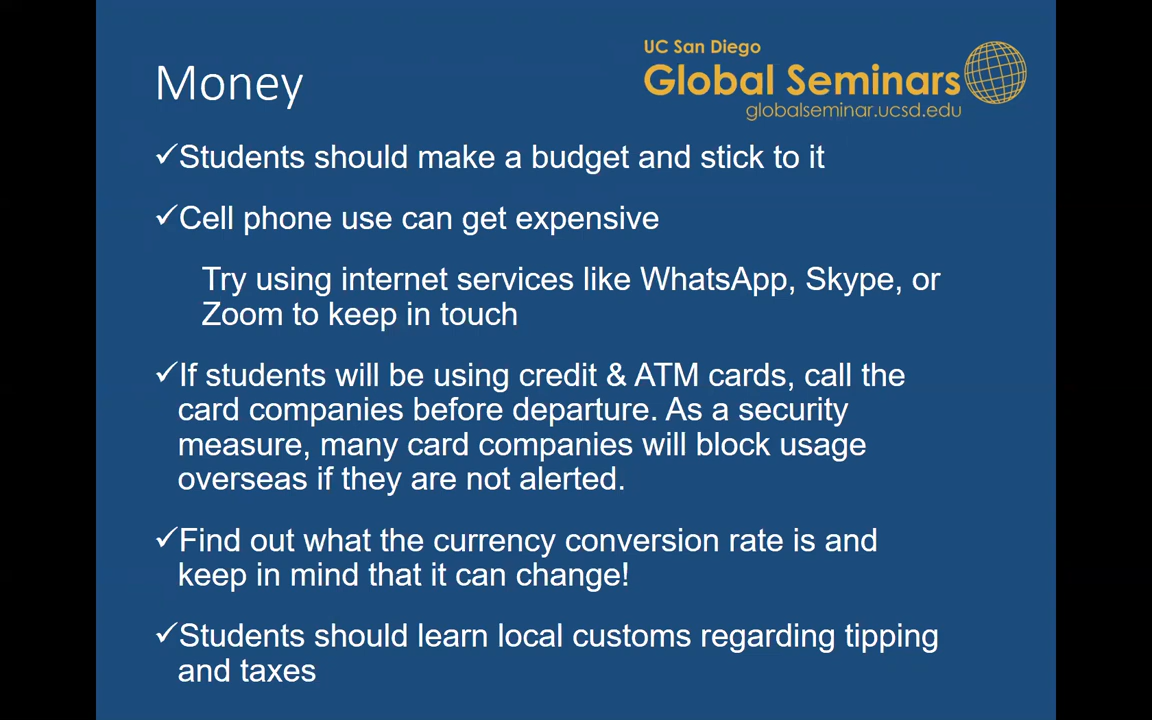 Money
UC San Diego
Global Seminars
globalseminar.ucsd.edu
✓Students should make a budget and stick to it
✓Cell phone use can get expensive
Try using internet services like WhatsApp, Skype, or
Zoom to keep in touch
✓If students will be using credit & ATM cards, call the
card companies before departure. As a security
measure, many card companies will block usage
overseas if they are not alerted.
✓Find out what the currency conversion rate is and
keep in mind that it can change!
✓Students should learn local customs regarding tipping
and taxes